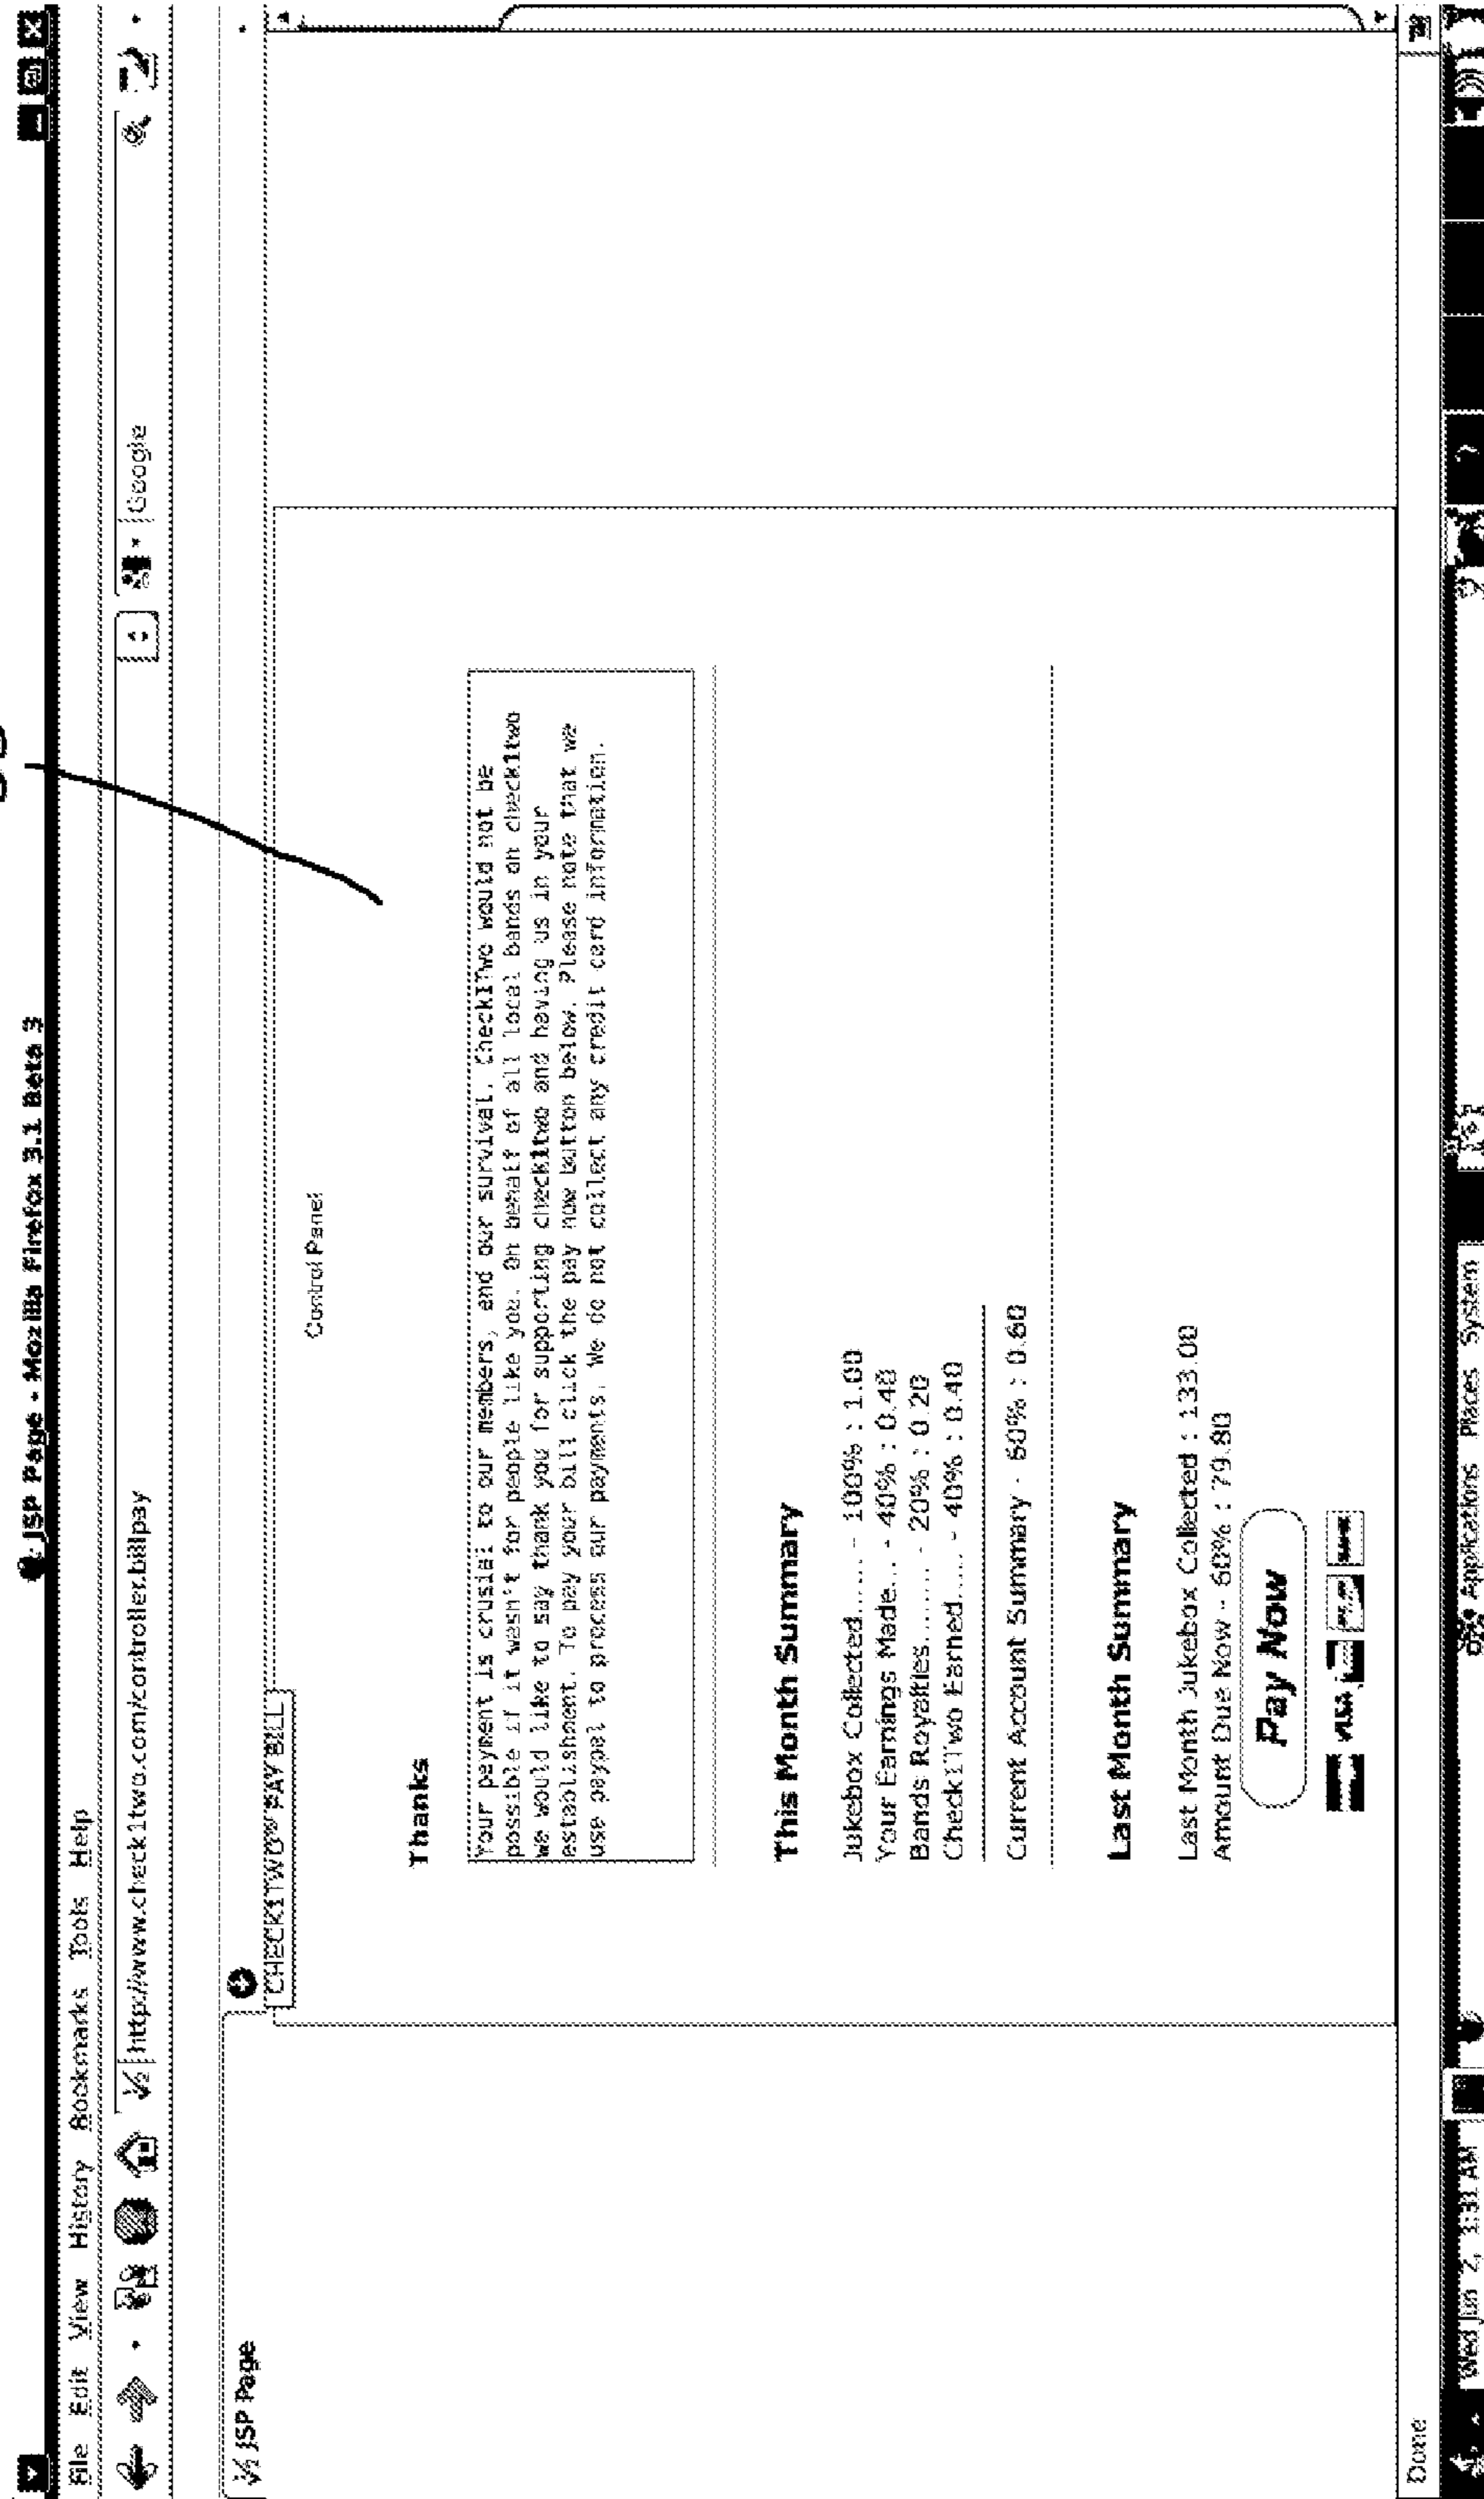 JSP Page - Mozilla Firefox 3.1 Beta 3
File Edit View History Bookmarks Tools Help
http://www.check1two.com/controller.billpay
Google
JSP Page
CHECK1TWO™ PAY BILL
Control Panel
Thanks
Your payment is crusial to our members, and our survival. Check1Two would not be
possible if it wasn't for people like you. On behalf of all local bands on check1two
we would like to say thank you for supporting check1two and having us in your
establishment. To pay your bill click the pay now button below. Please note that we
use paypal to process our payments. We do not collect any credit card information.
This Month Summary
Jukebox Collected...... - 100% : 1.00
Your Earnings Made... - 40% : 0.40
Bands Royalties........ - 20% : 0.20
Check1Two Earned.... - 40% : 0.40
Current Account Summary - 60% : 0.60
Last Month Summary
Last Month Jukebox Collected : 133.00
Amount Due Now - 60% : 79.80
Pay Now
VISA
Done
Applications Places System
Wed Jun 2,